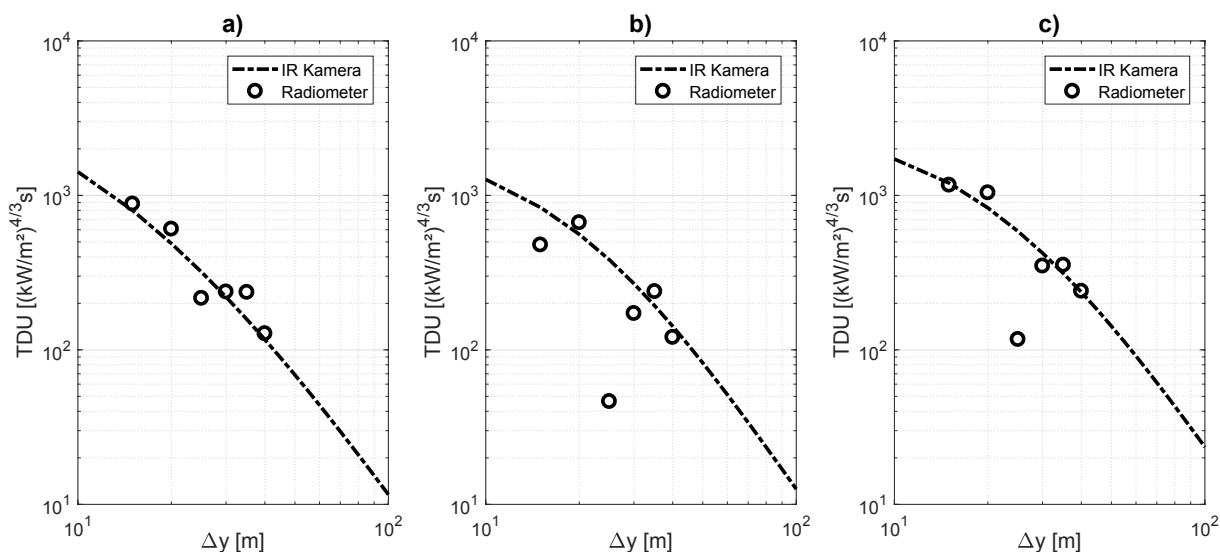 a)
TDU [(kW/m²)^4/3 s]
10^4
10^3
10^2
10^1
IR Kamera
Radiometer
10^1
10^2
Δy [m]
b)
TDU [(kW/m²)^4/3 s]
10^4
10^3
10^2
10^1
IR Kamera
Radiometer
10^1
10^2
Δy [m]
c)
TDU [(kW/m²)^4/3 s]
10^4
10^3
10^2
10^1
IR Kamera
Radiometer
10^1
10^2
Δy [m]